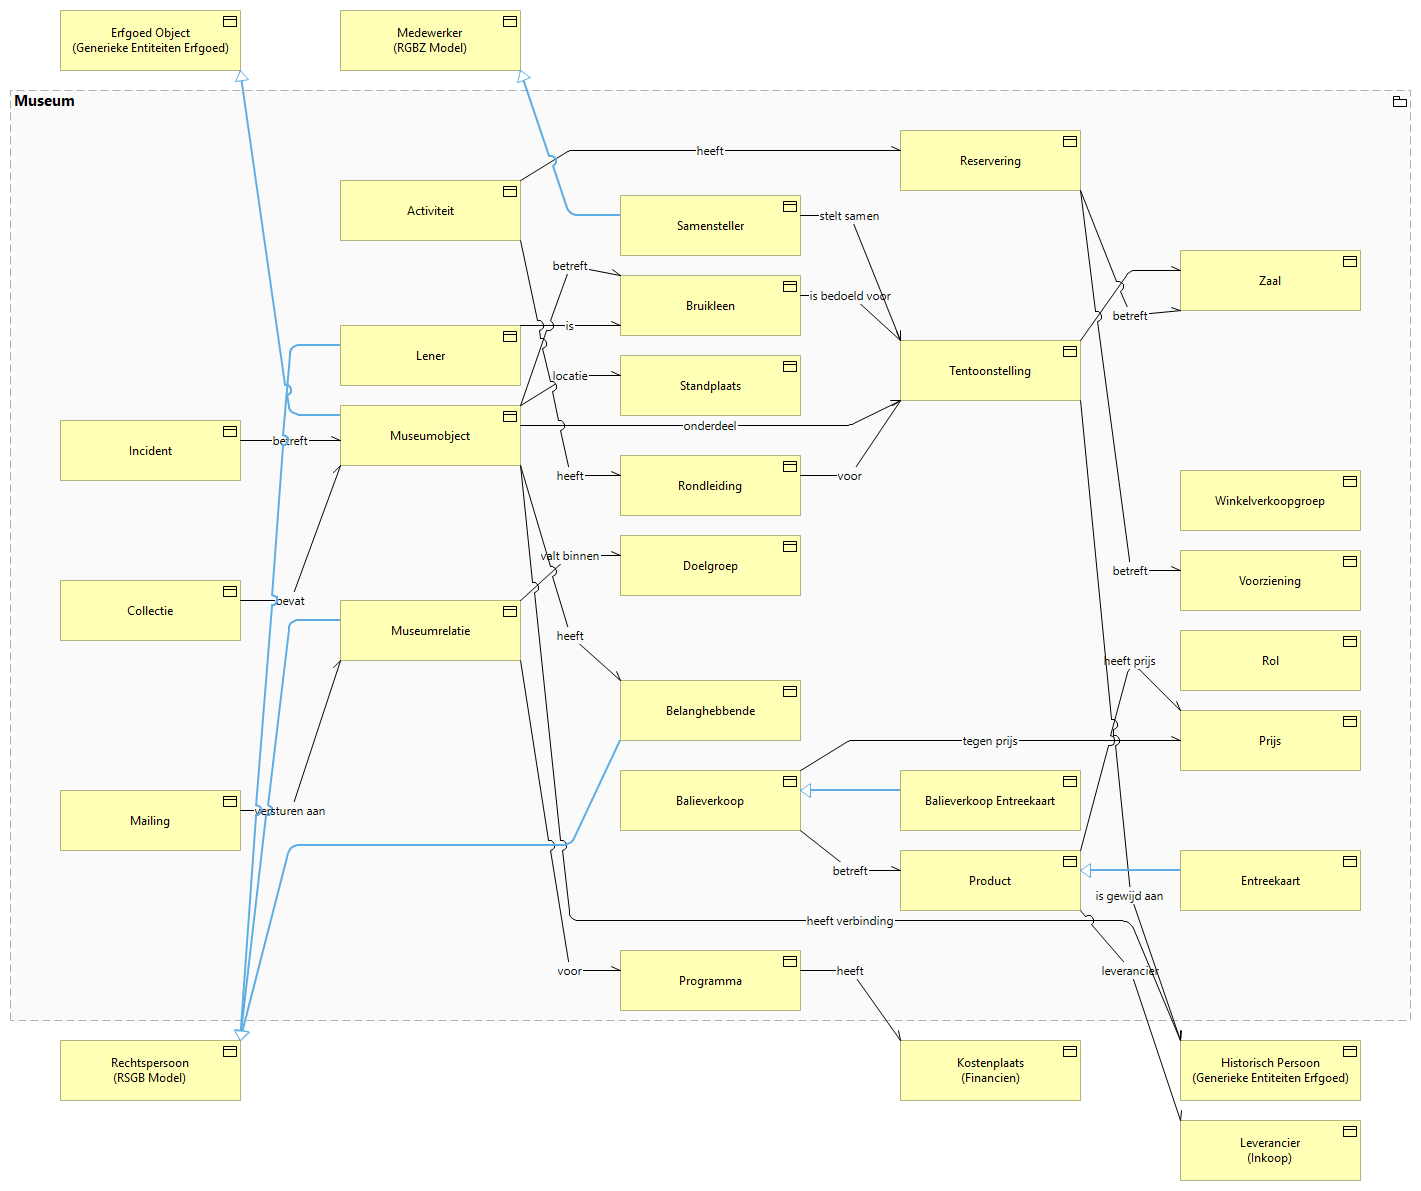 Erfgoed Object
(Generieke Entiteiten Erfgoed)
Medewerker
(RGBZ Model)
Museum
heeft
Reservering
Activiteit
Samensteller
stelt samen
betreft
Bruikleen
is bedoeld voor
Zaal
betreft
is
Lener
locatie
Standplaats
Tentoonstelling
Museumobject
onderdeel
Incident
betreft
heeft
Rondleiding
voor
Winkelverkoopgroep
valt binnen
Doelgroep
betreft
Voorziening
Collectie
bevat
Museumrelatie
heeft
heeft prijs
Rol
Belanghebbende
tegen prijs
Prijs
Mailing
versturen aan
Balieverkoop
Balieverkoop Entreekaart
betreft
Product
Entreekaart
is gewijd aan
heeft verbinding
voor
Programma
heeft
leverancier
Rechtspersoon
(RSGB Model)
Kostenplaats
(Financien)
Historisch Persoon
(Generieke Entiteiten Erfgoed)
Leverancier
(Inkoop)